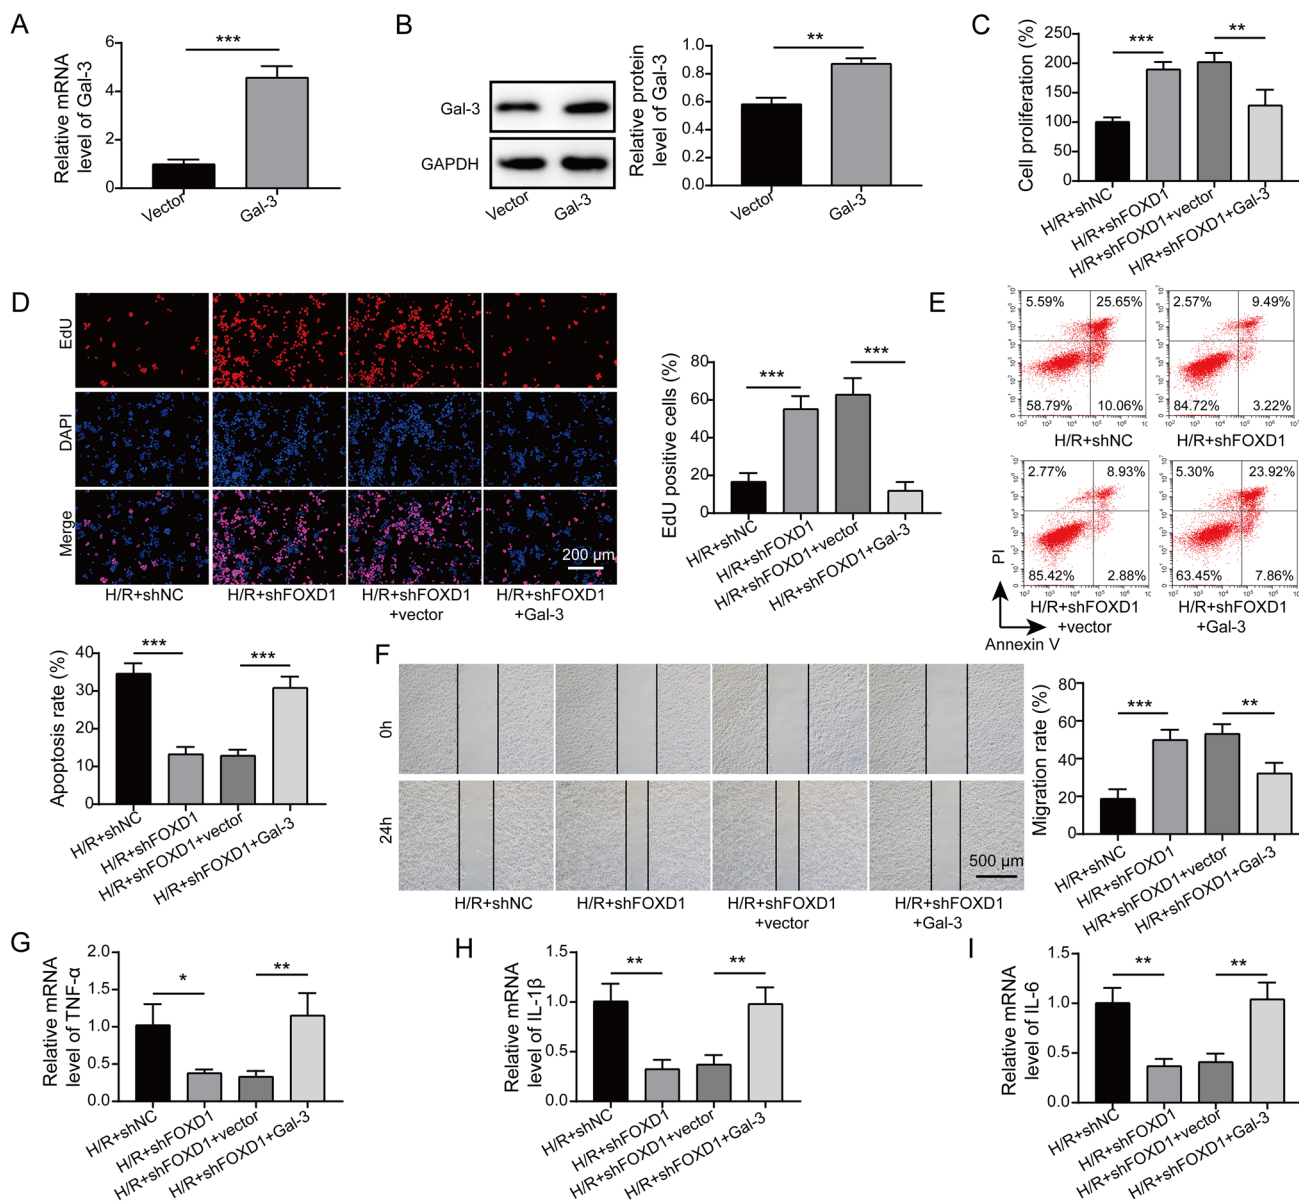 A
Relative mRNA
level of Gal-3
6
4
2
0
***
Vector
Gal-3
B
Gal-3
GAPDH
Vector
Gal-3
Relative protein
level of Gal-3
1.0
0.8
0.6
0.4
0.2
0.0
**
Vector
Gal-3
C
Cell proliferation (%)
250
200
150
100
50
0
***
**
H/R+shNC
H/R+shFOXD1
H/R+shFOXD1+vector
H/R+shFOXD1+Gal-3
D
EdU
DAPI
Merge
200 μm
H/R+shNC
H/R+shFOXD1
H/R+shFOXD1
+vector
H/R+shFOXD1
+Gal-3
EdU positive cells (%)
80
60
40
20
0
***
***
H/R+shNC
H/R+shFOXD1
H/R+shFOXD1+vector
H/R+shFOXD1+Gal-3
E
5.59%
25.65%
58.79%
10.06%
H/R+shNC
2.57%
9.49%
84.72%
3.22%
H/R+shFOXD1
2.77%
8.93%
85.42%
2.88%
H/R+shFOXD1
+vector
5.30%
23.92%
63.45%
7.86%
H/R+shFOXD1
+Gal-3
PI
Annexin V
Apoptosis rate (%)
40
30
20
10
0
***
***
H/R+shNC
H/R+shFOXD1
H/R+shFOXD1+vector
H/R+shFOXD1+Gal-3
F
0h
24h
500 μm
H/R+shNC
H/R+shFOXD1
H/R+shFOXD1
+vector
H/R+shFOXD1
+Gal-3
Migration rate (%)
80
60
40
20
0
***
**
H/R+shNC
H/R+shFOXD1
H/R+shFOXD1+vector
H/R+shFOXD1+Gal-3
G
Relative mRNA
level of TNF-α
2.0
1.5
1.0
0.5
0.0
*
**
H/R+shNC
H/R+shFOXD1
H/R+shFOXD1+vector
H/R+shFOXD1+Gal-3
H
Relative mRNA
level of IL-1β
1.5
1.0
0.5
0.0
**
**
H/R+shNC
H/R+shFOXD1
H/R+shFOXD1+vector
H/R+shFOXD1+Gal-3
I
Relative mRNA
level of IL-6
1.5
1.0
0.5
0.0
**
**
H/R+shNC
H/R+shFOXD1
H/R+shFOXD1+vector
H/R+shFOXD1+Gal-3